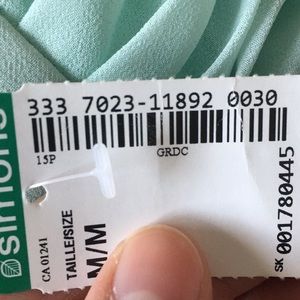 simons
333 7023-11892 0030
15P
GRDC
CA 01241
TAILLE/SIZE
M/M
SK 001780445